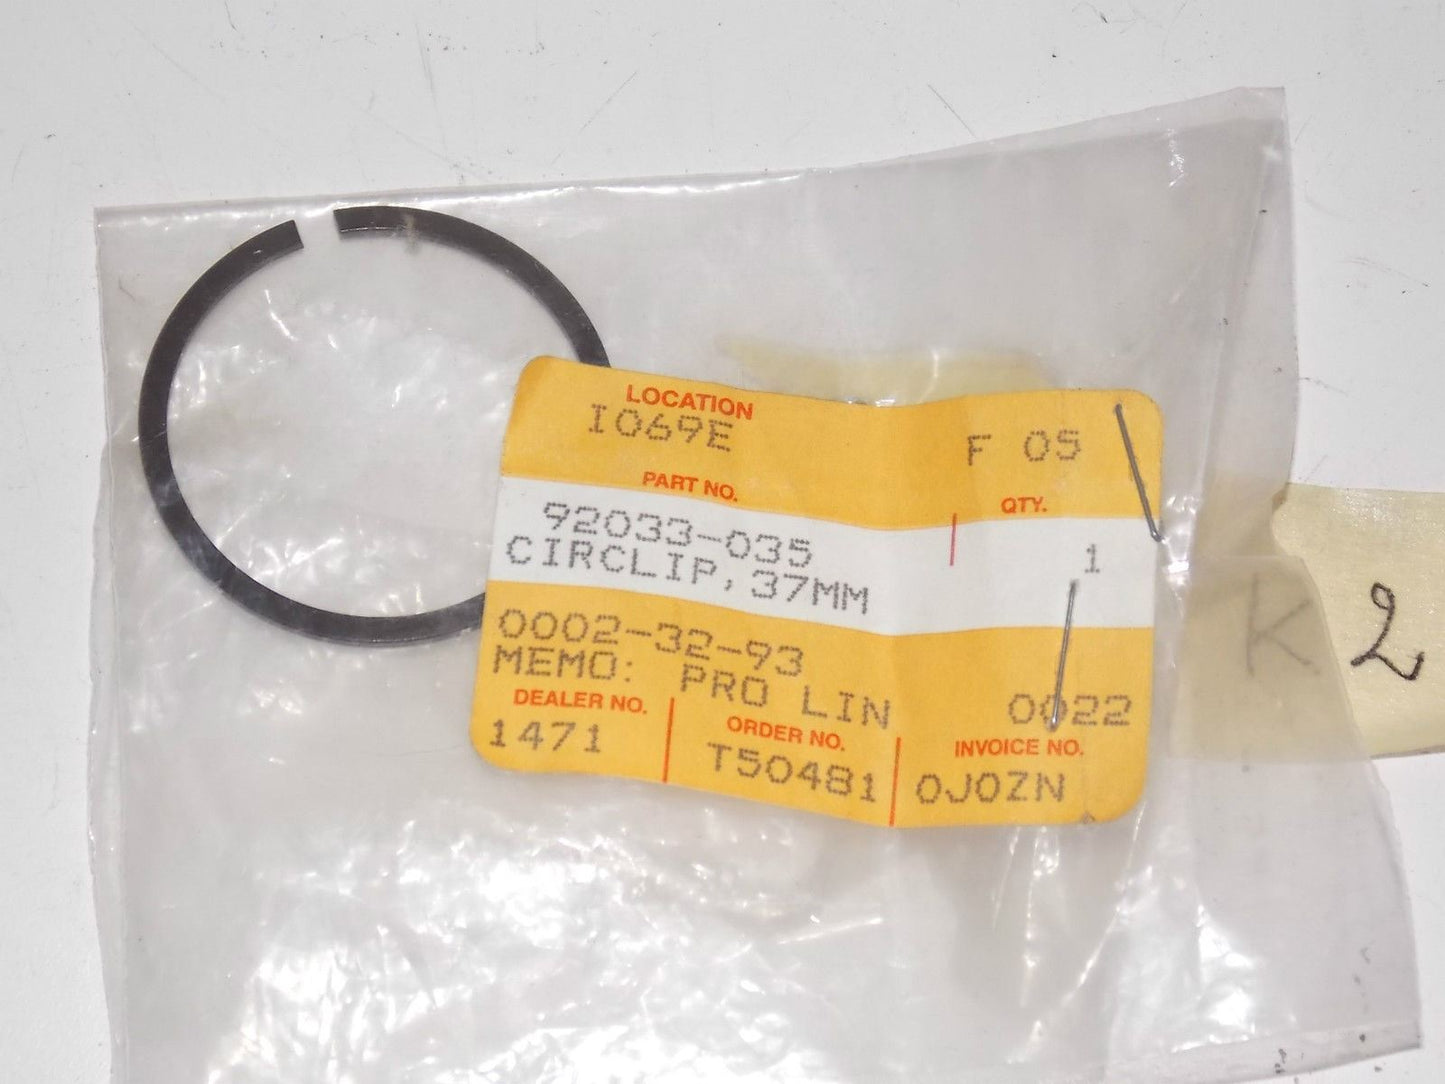 LOCATION
I069E F 05
PART NO. QTY.
92033-035 1
CIRCLIP,37MM
0002-32-93
MEMO: PRO LIN 0022
DEALER NO. ORDER NO. INVOICE NO.
1471 T50481 0J0ZN
K 2